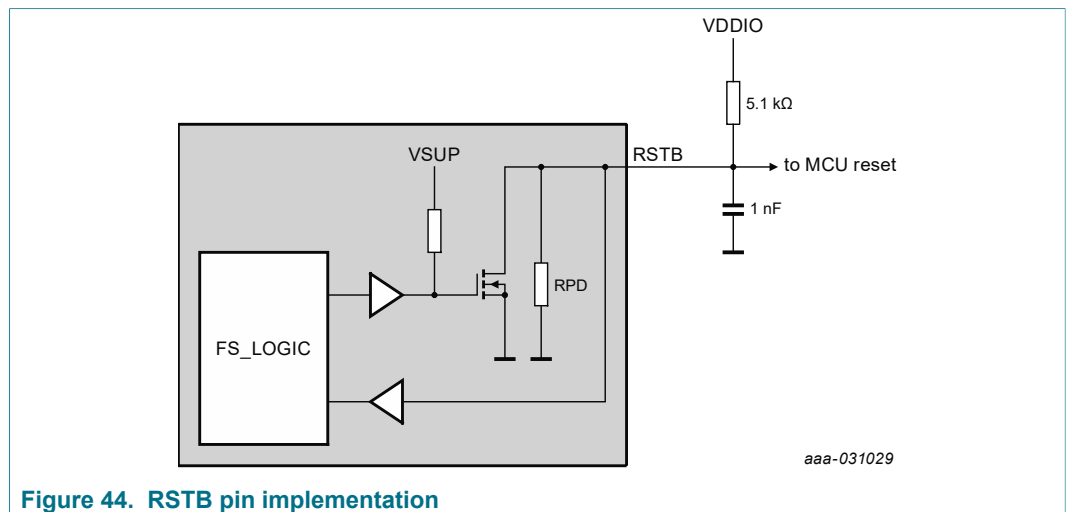 VDDIO
5.1 kΩ
VSUP
RSTB
to MCU reset
1 nF
RPD
FS_LOGIC
aaa-031029
Figure 44. RSTB pin implementation